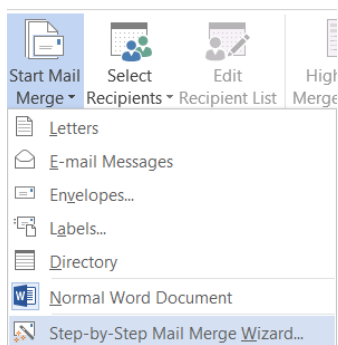 Start Mail Select Edit High
Merge Recipients Recipient List Merge
Letters
E-mail Messages
Envelopes...
Labels...
Directory
Normal Word Document
Step-by-Step Mail Merge Wizard...